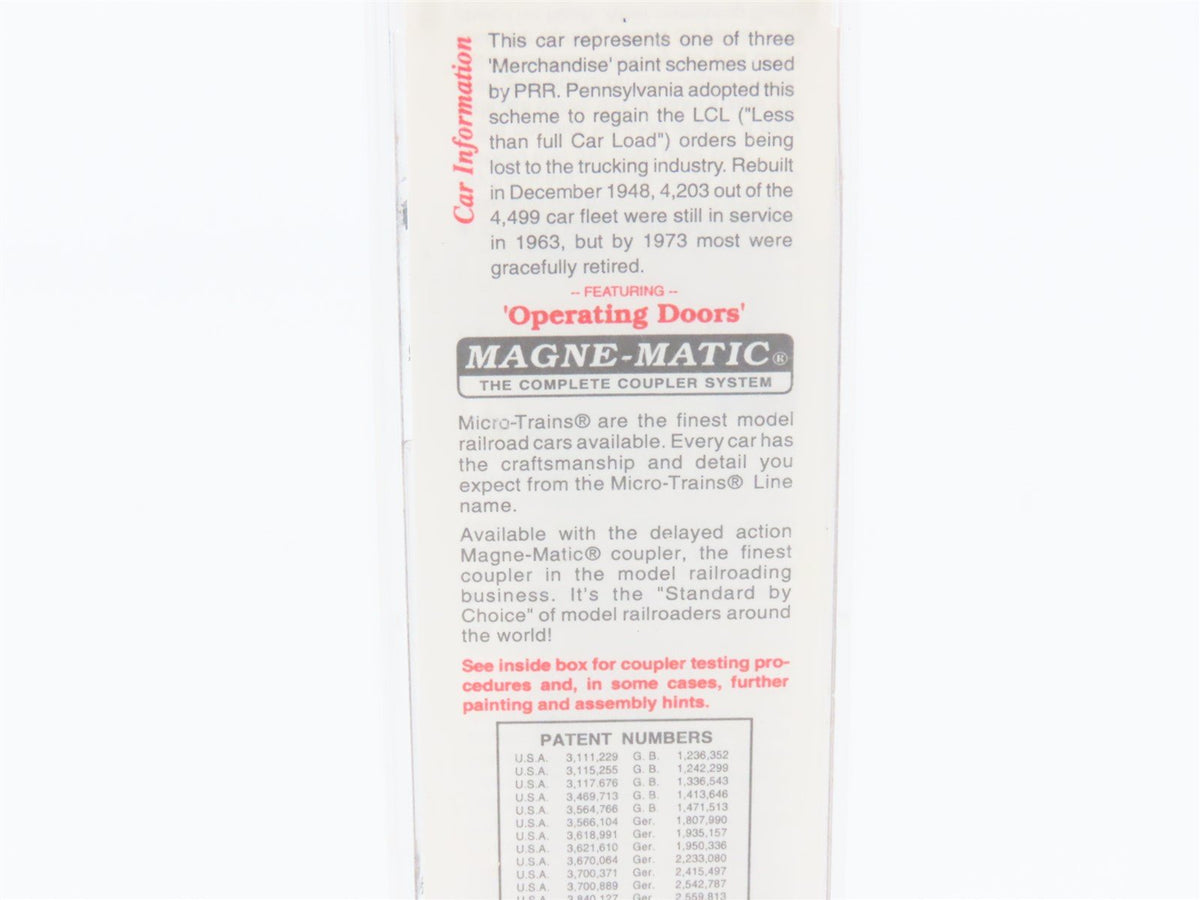 Car Information
This car represents one of three
'Merchandise' paint schemes used
by PRR. Pennsylvania adopted this
scheme to regain the LCL ("Less
than full Car Load") orders being
lost to the trucking industry. Rebuilt
in December 1948, 4,203 out of the
4,499 car fleet were still in service
in 1963, but by 1973 most were
gracefully retired.
-- FEATURING --
'Operating Doors'
MAGNE-MATIC®
THE COMPLETE COUPLER SYSTEM
Micro-Trains® are the finest model
railroad cars available. Every car has
the craftsmanship and detail you
expect from the Micro-Trains® Line
name.
Available with the delayed action
Magne-Matic® coupler, the finest
coupler in the model railroading
business. It's the "Standard by
Choice" of model railroaders around
the world!
See inside box for coupler testing pro-
cedures and, in some cases, further
painting and assembly hints.
PATENT NUMBERS
U.S.A. 3,111,229 G. B. 1,236,352
U.S.A. 3,115,255 G. B. 1,242,299
U.S.A. 3,117,676 G. B. 1,336,543
U.S.A. 3,469,713 G. B. 1,413,646
U.S.A. 3,564,766 G. B. 1,471,513
U.S.A. 3,566,104 Ger. 1,807,990
U.S.A. 3,618,991 Ger. 1,935,157
U.S.A. 3,621,610 Ger. 1,950,336
U.S.A. 3,670,064 Ger. 2,233,080
U.S.A. 3,700,371 Ger. 2,415,497
U.S.A. 3,700,889 Ger. 2,542,787
U.S.A. 3,840,127 Ger. 2,559,813